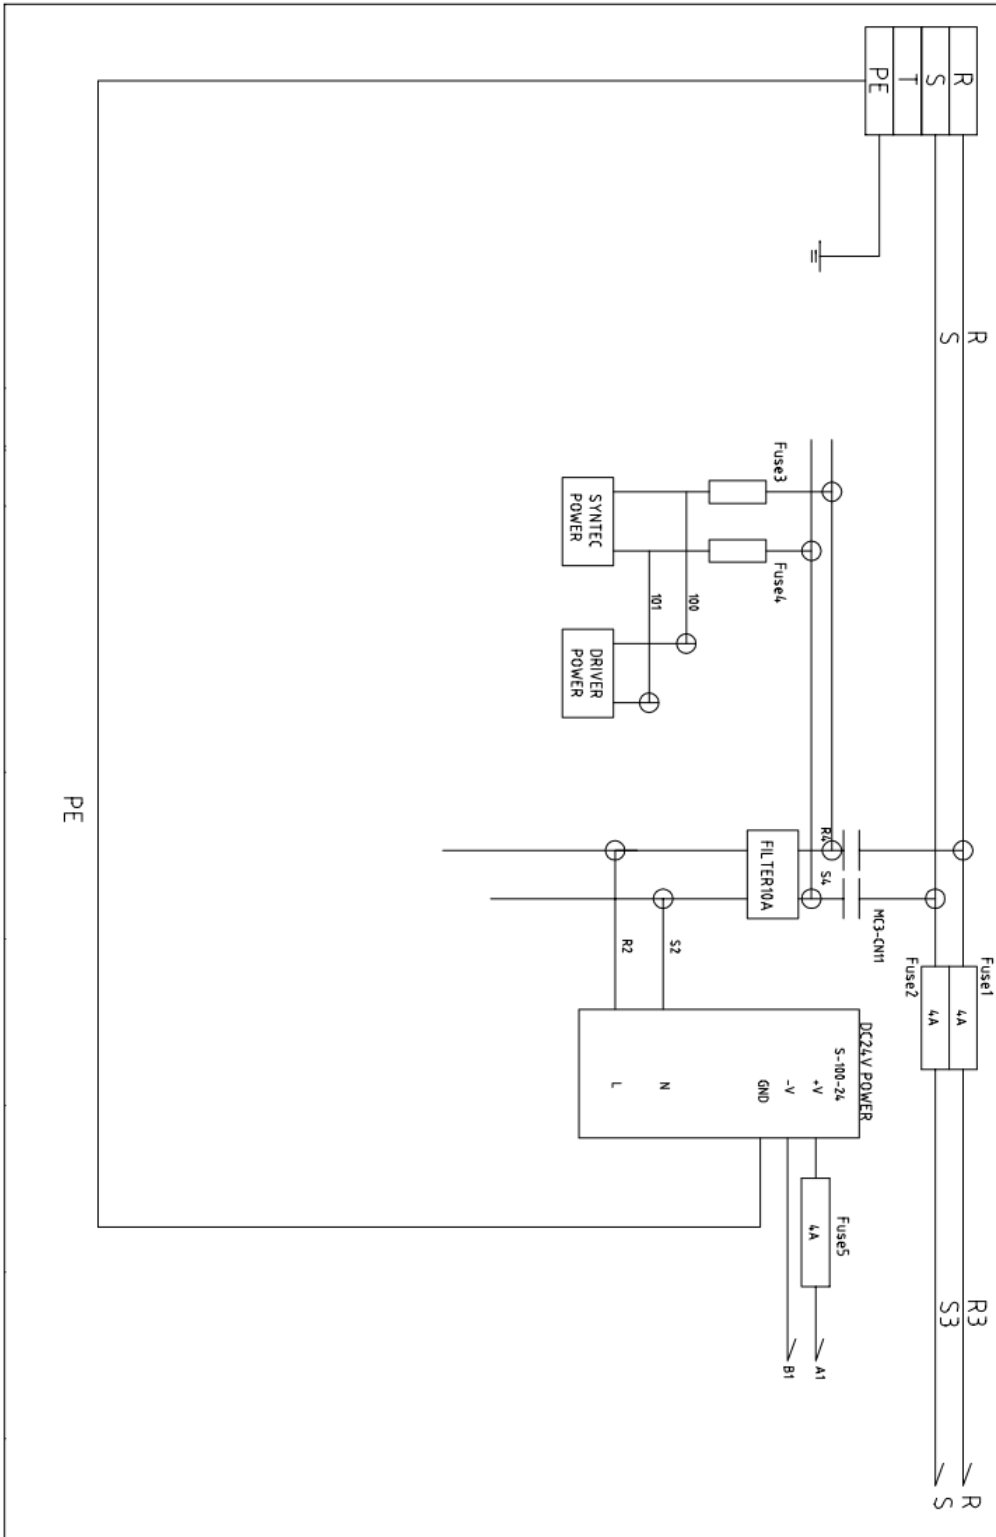 R
S
T
PE
R
S
Fuse3
Fuse4
SYNTEC
POWER
100
101
DRIVER
POWER
PE
R4
S4
FILTER10A
MC3-CN11
R2
S2
Fuse1
Fuse2
4A
4A
DC24V POWER
S-100-24
+V
-V
GND
N
L
Fuse5
4A
A1
B1
R3
S3
R
S